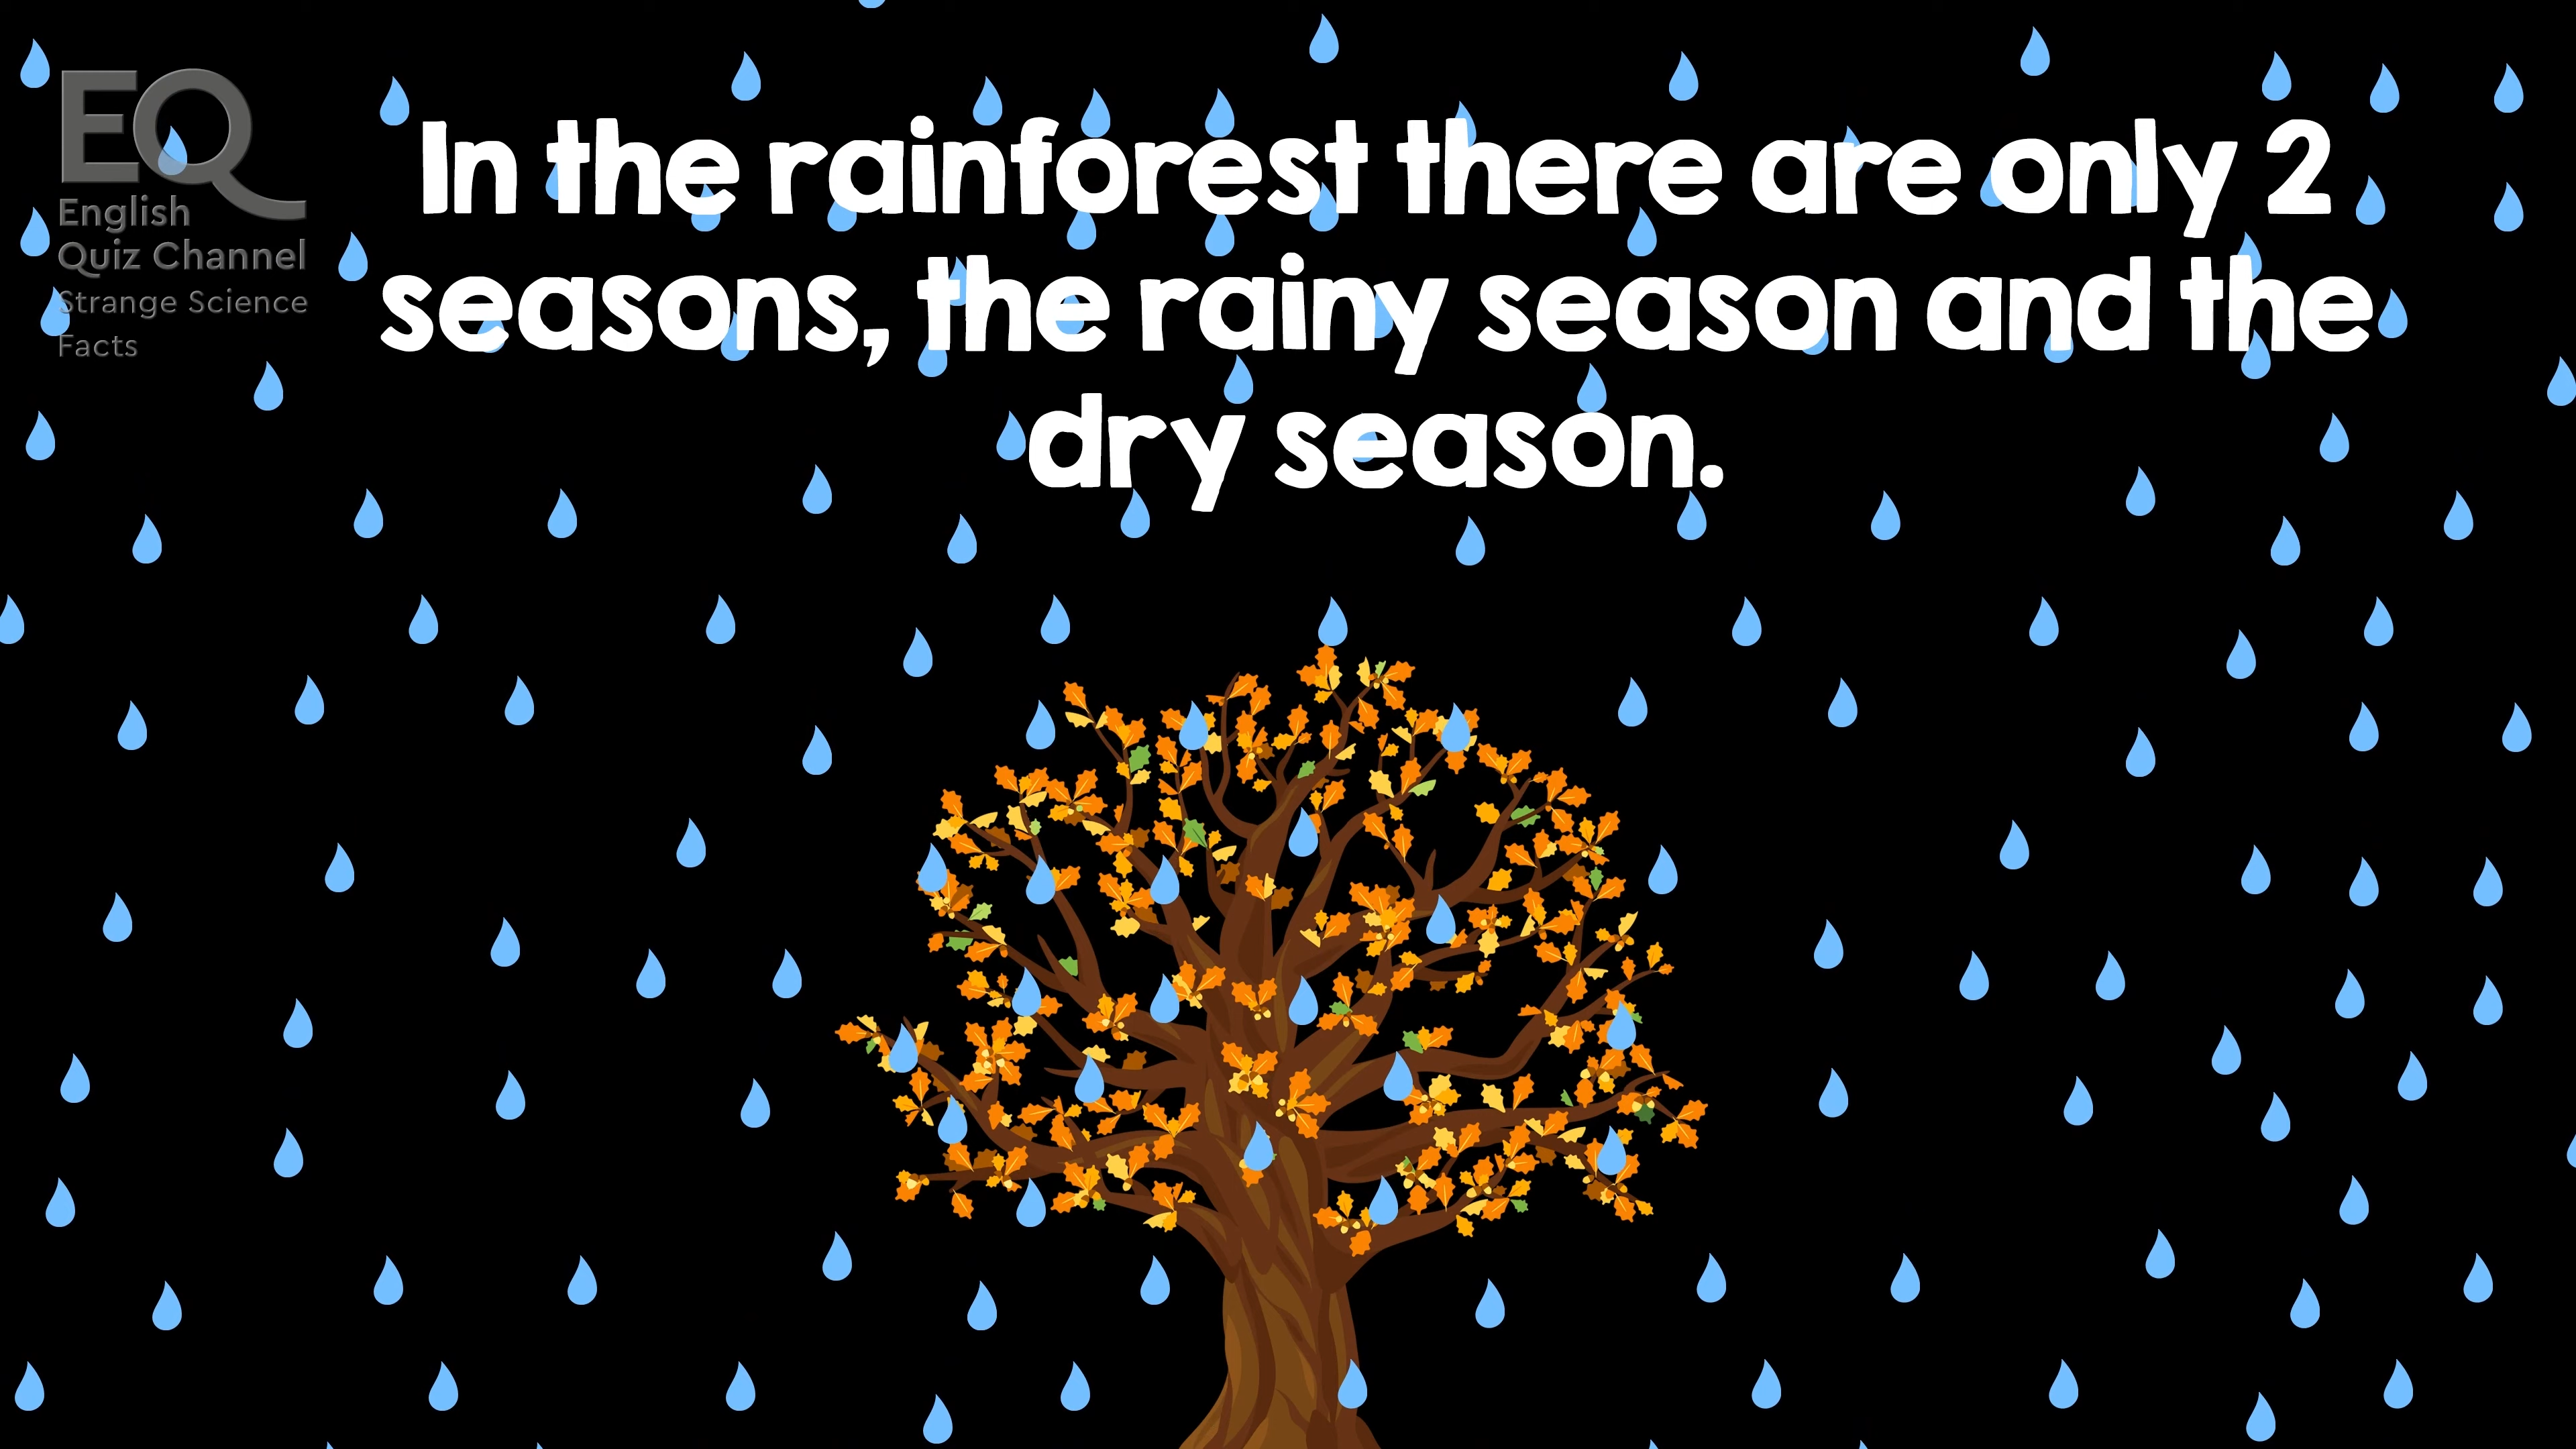 EQ
English
Quiz Channel
Strange Science
Facts
In the rainforest there are only 2
seasons, the rainy season and the
dry season.